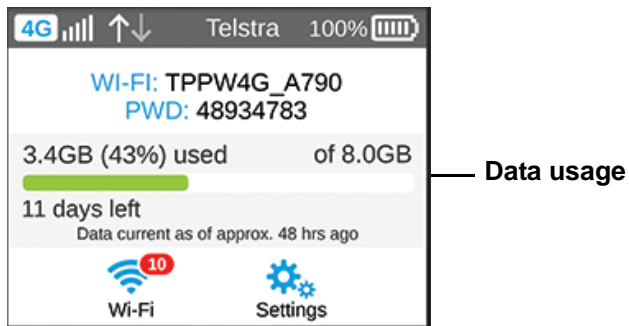 4G Telstra 100%
WI-FI: TPPW4G_A790
PWD: 48934783
3.4GB (43%) used of 8.0GB
Data usage
11 days left
Data current as of approx. 48 hrs ago
10
Wi-Fi Settings